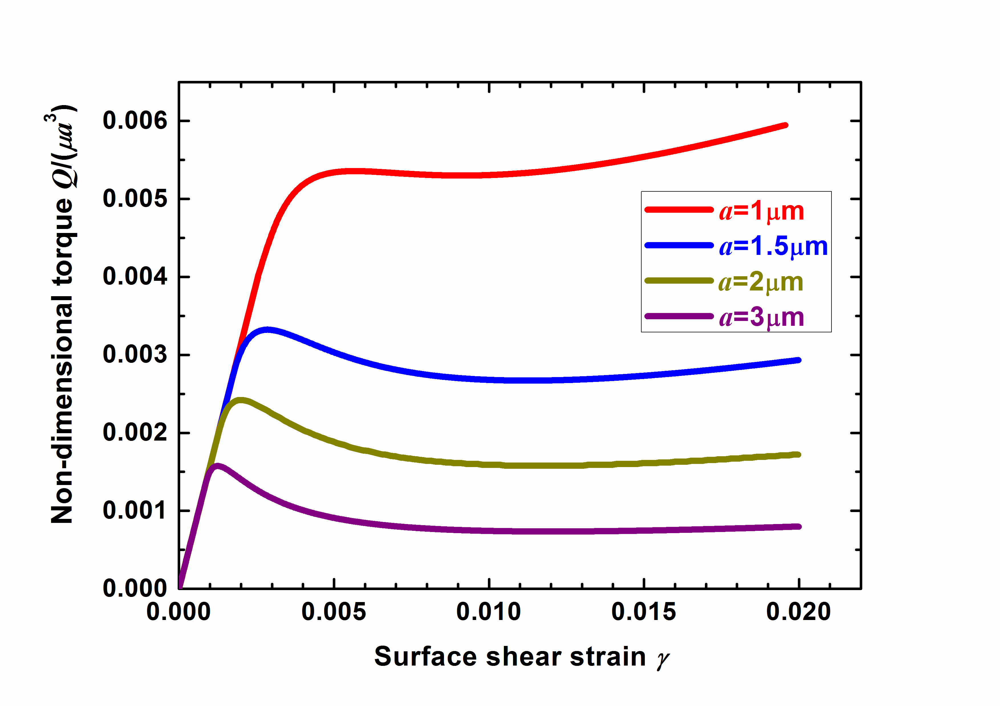 Non-dimensional torque Q/(μa³)
0.006
0.005
0.004
0.003
0.002
0.001
0.000
a=1μm
a=1.5μm
a=2μm
a=3μm
0.000 0.005 0.010 0.015 0.020
Surface shear strain γ